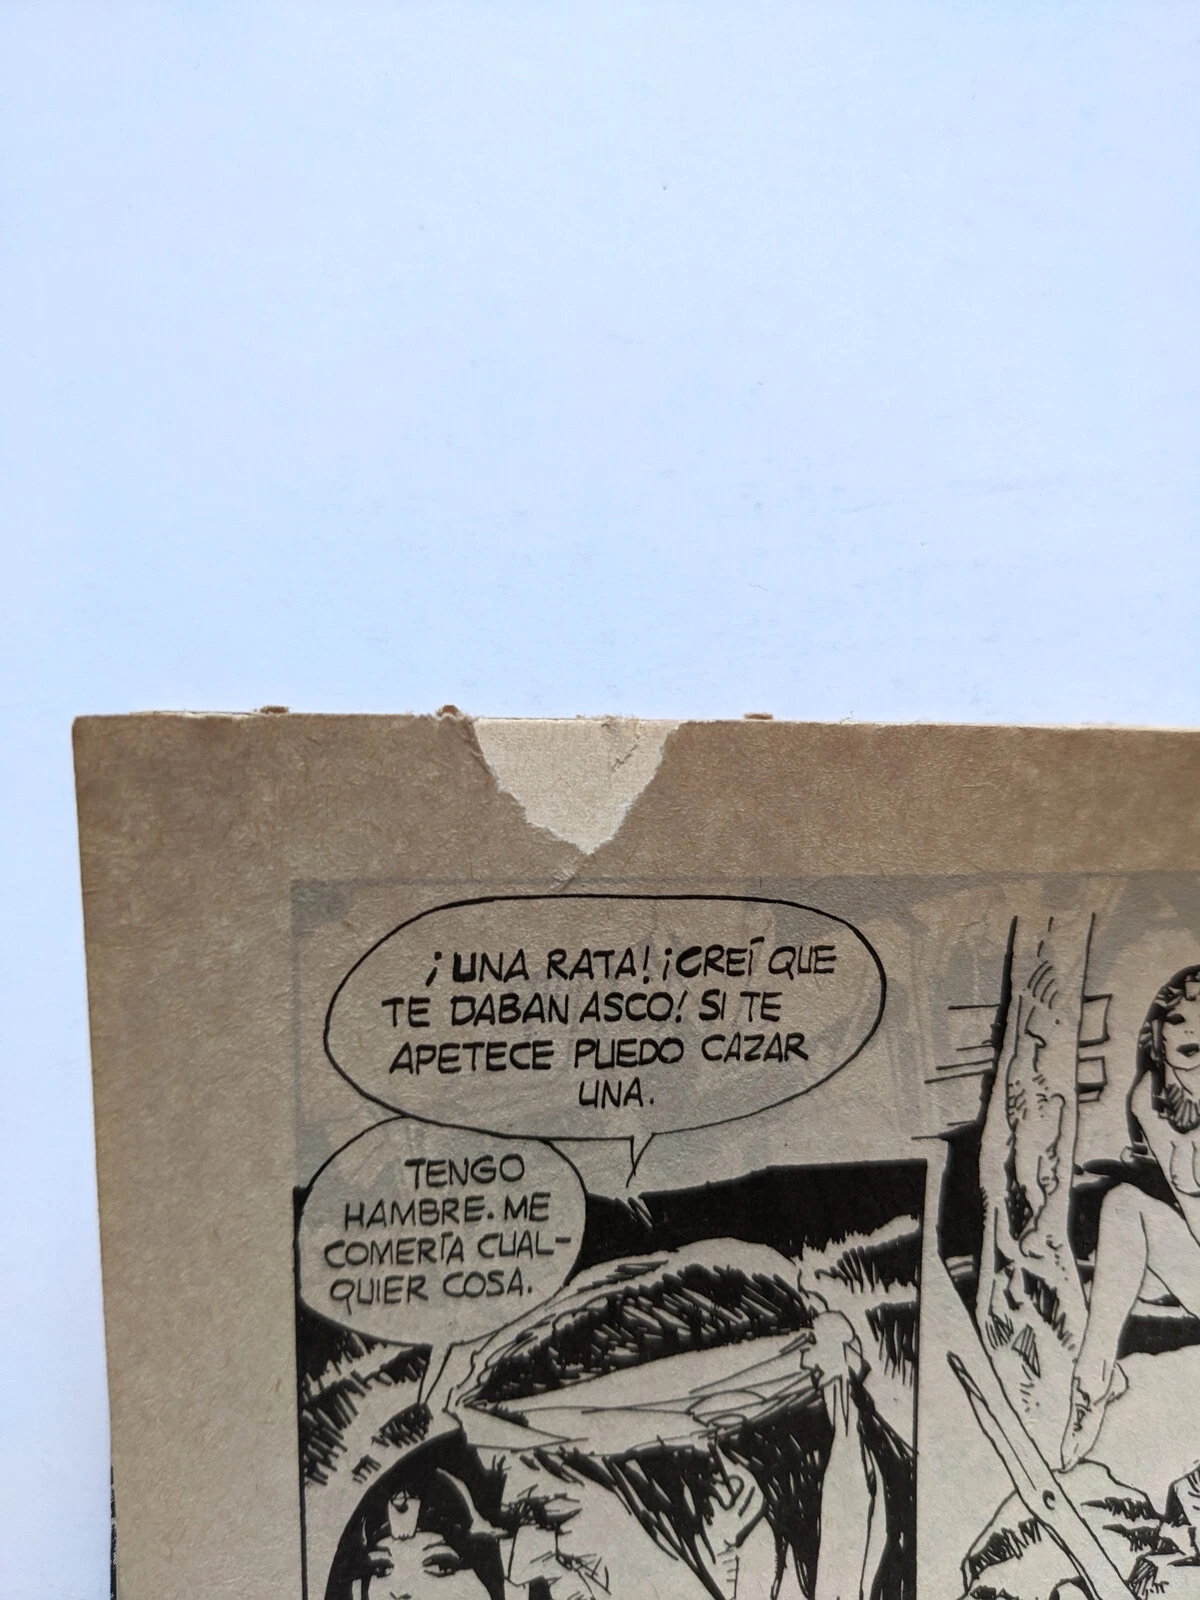 ¡UNA RATA! ¡CREÍ QUE
TE DABAN ASCO! SI TE
APETECE PUEDO CAZAR
UNA.
TENGO
HAMBRE. ME
COMERÍA CUAL-
QUIER COSA.